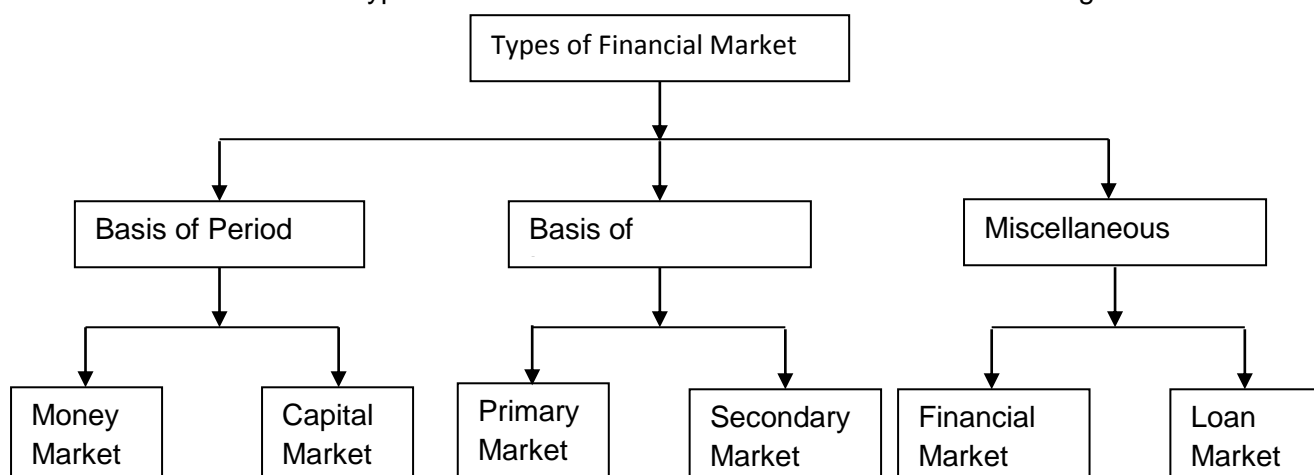 Types of Financial Market
Basis of Period
Basis of
Miscellaneous
Money
Market
Capital
Market
Primary
Market
Secondary
Market
Financial
Market
Loan
Market